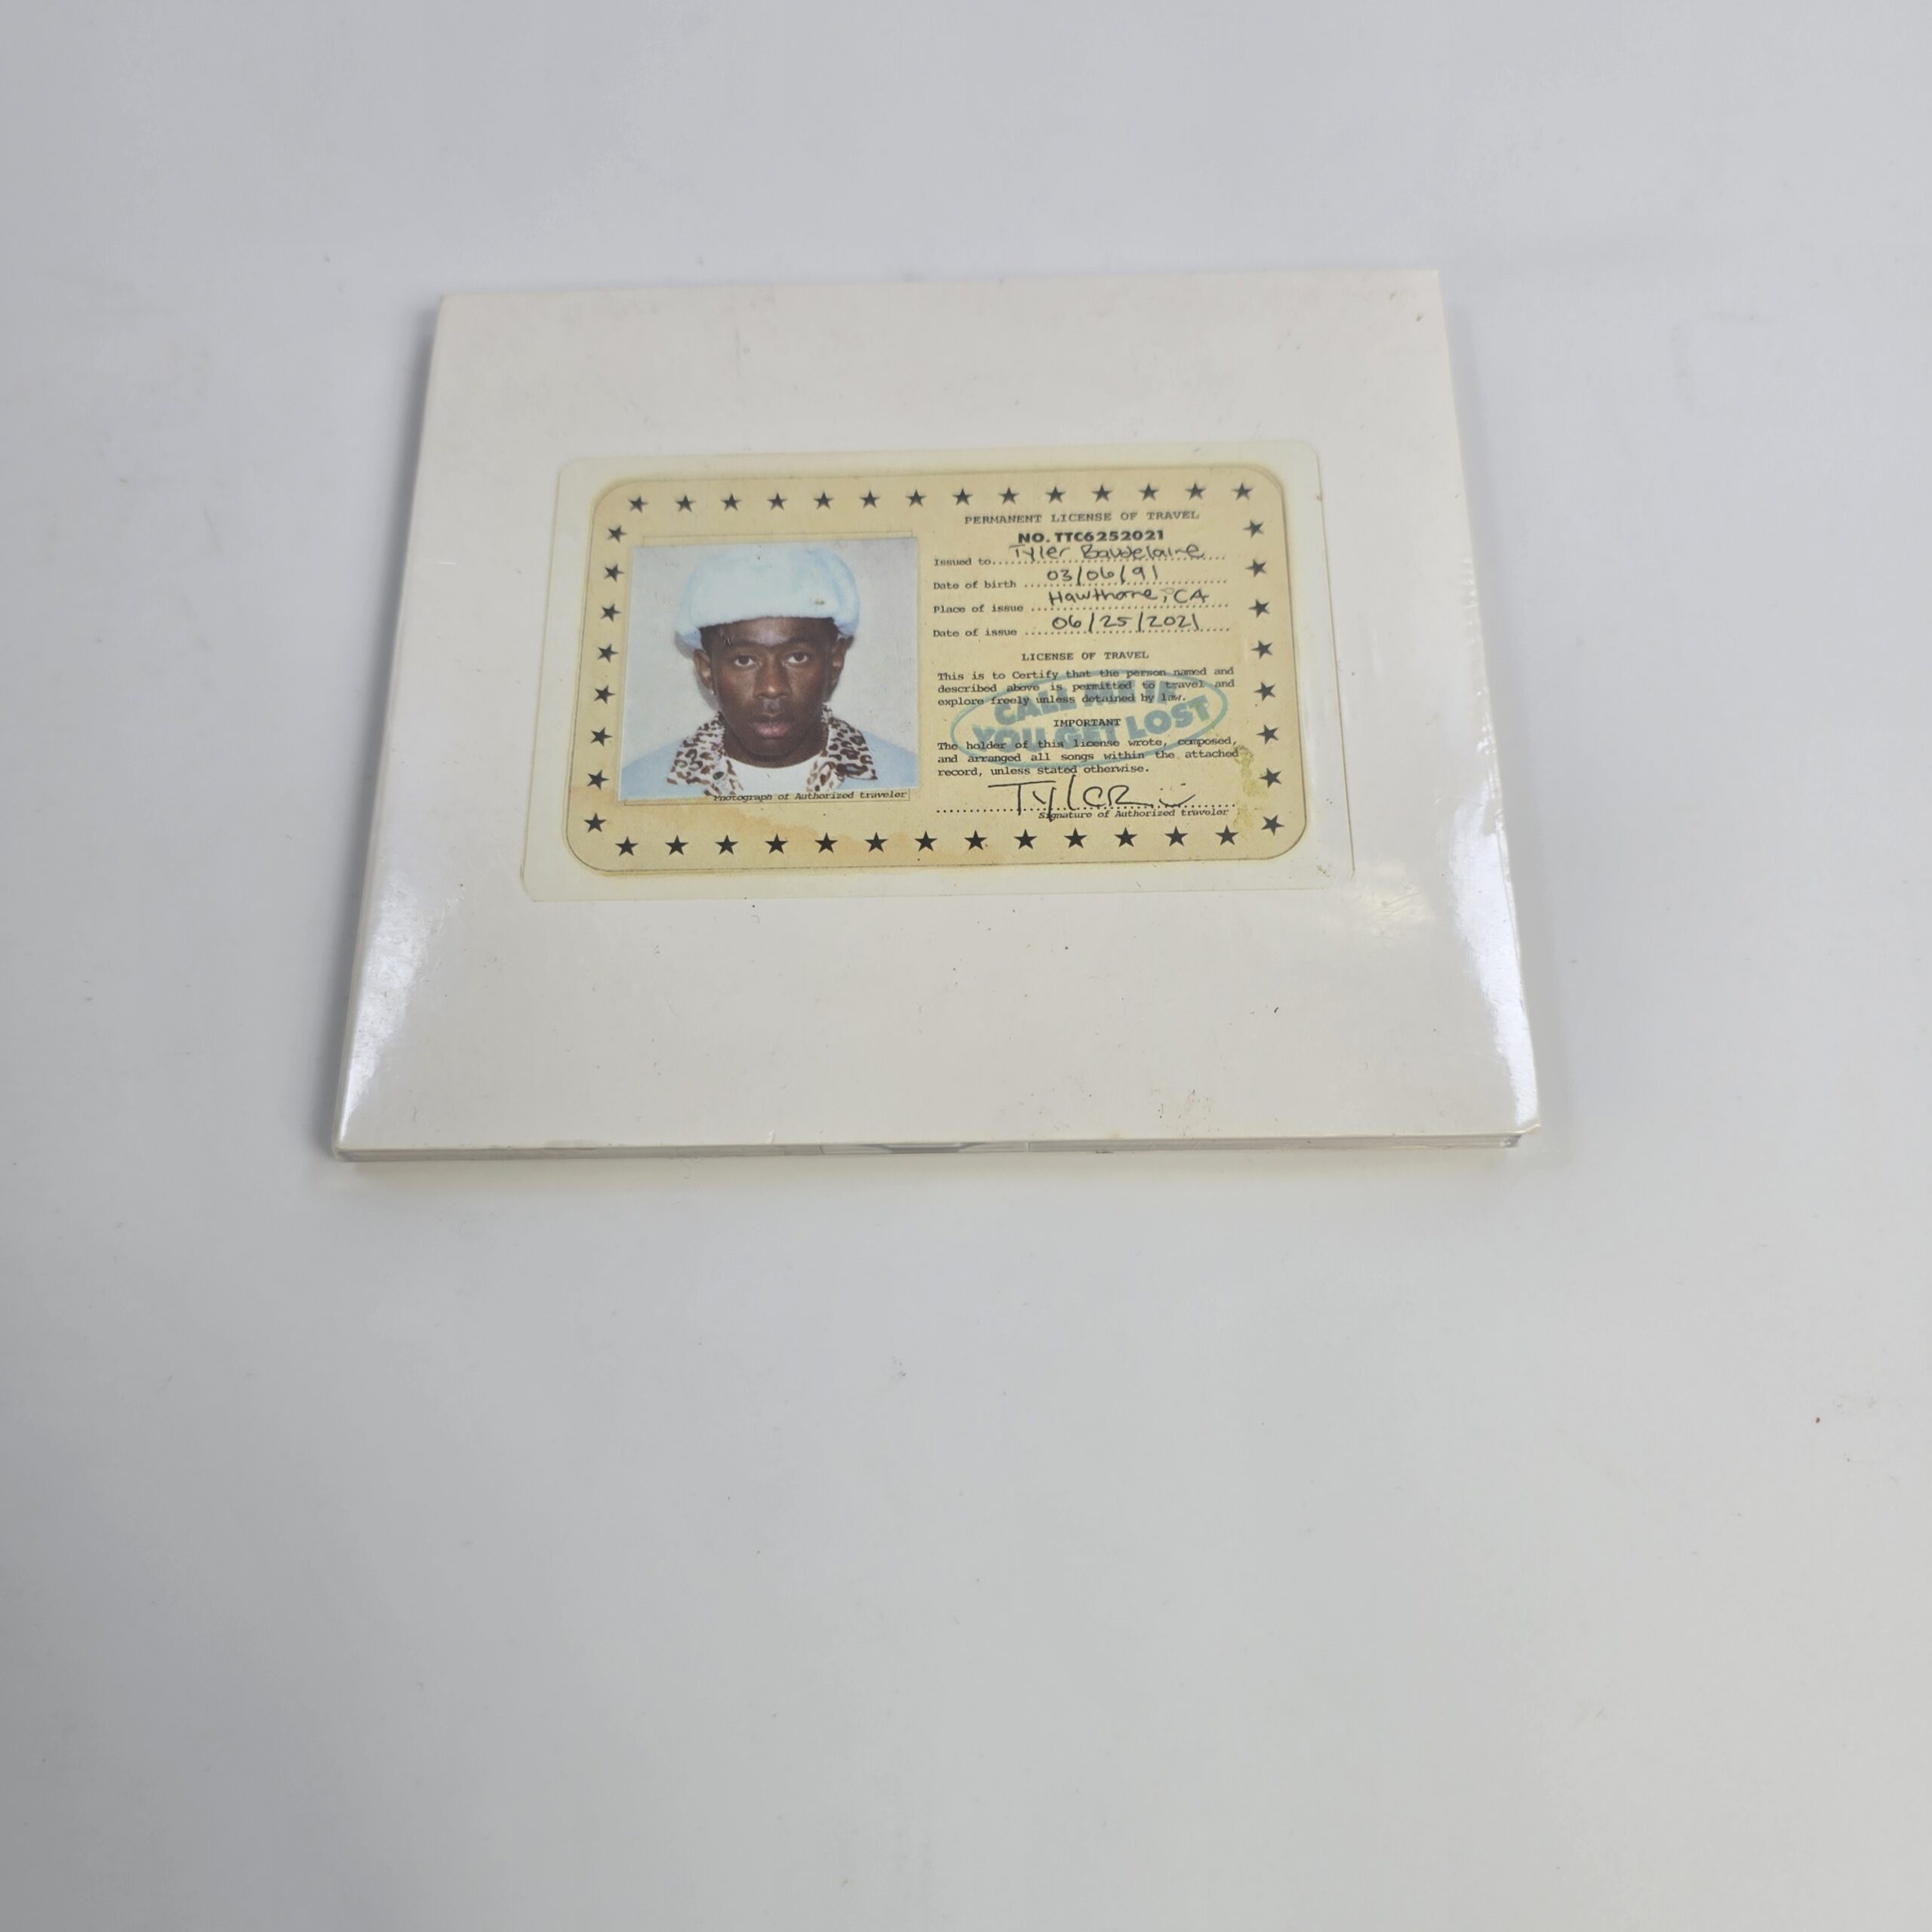 PERMANENT LICENSE OF TRAVEL
NO. TTC6252021
Issued to Tyler Baudelaire
Date of birth 03/06/91
Place of issue Hawthorne, CA
Date of issue 06/25/2021
LICENSE OF TRAVEL
This is to Certify that the person named and
described above is permitted to travel and
explore freely unless detained by law.
CALL ME IF
YOU GET LOST
IMPORTANT
The holder of this license wrote, composed,
and arranged all songs within the attached
record, unless stated otherwise.
TyleR
Photograph of Authorized traveler
Signature of Authorized traveler